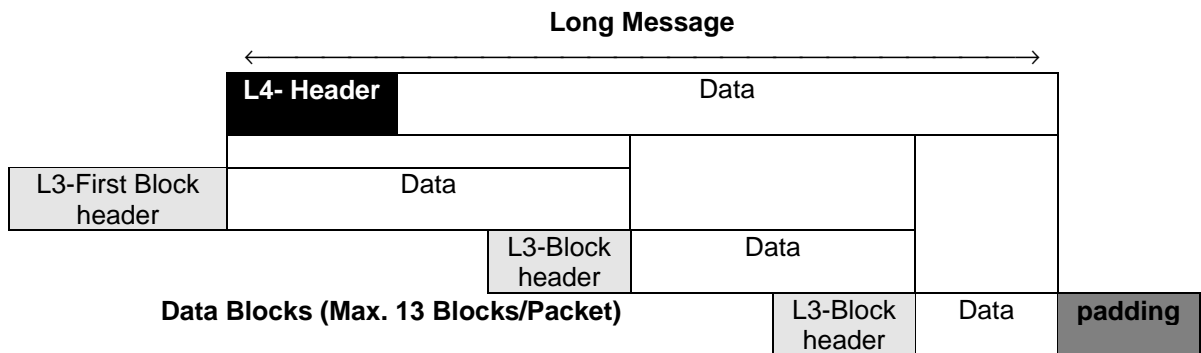 Long Message
L4- Header Data
L3-First Block
header
Data
L3-Block
header
Data
Data Blocks (Max. 13 Blocks/Packet)
L3-Block
header
Data
padding